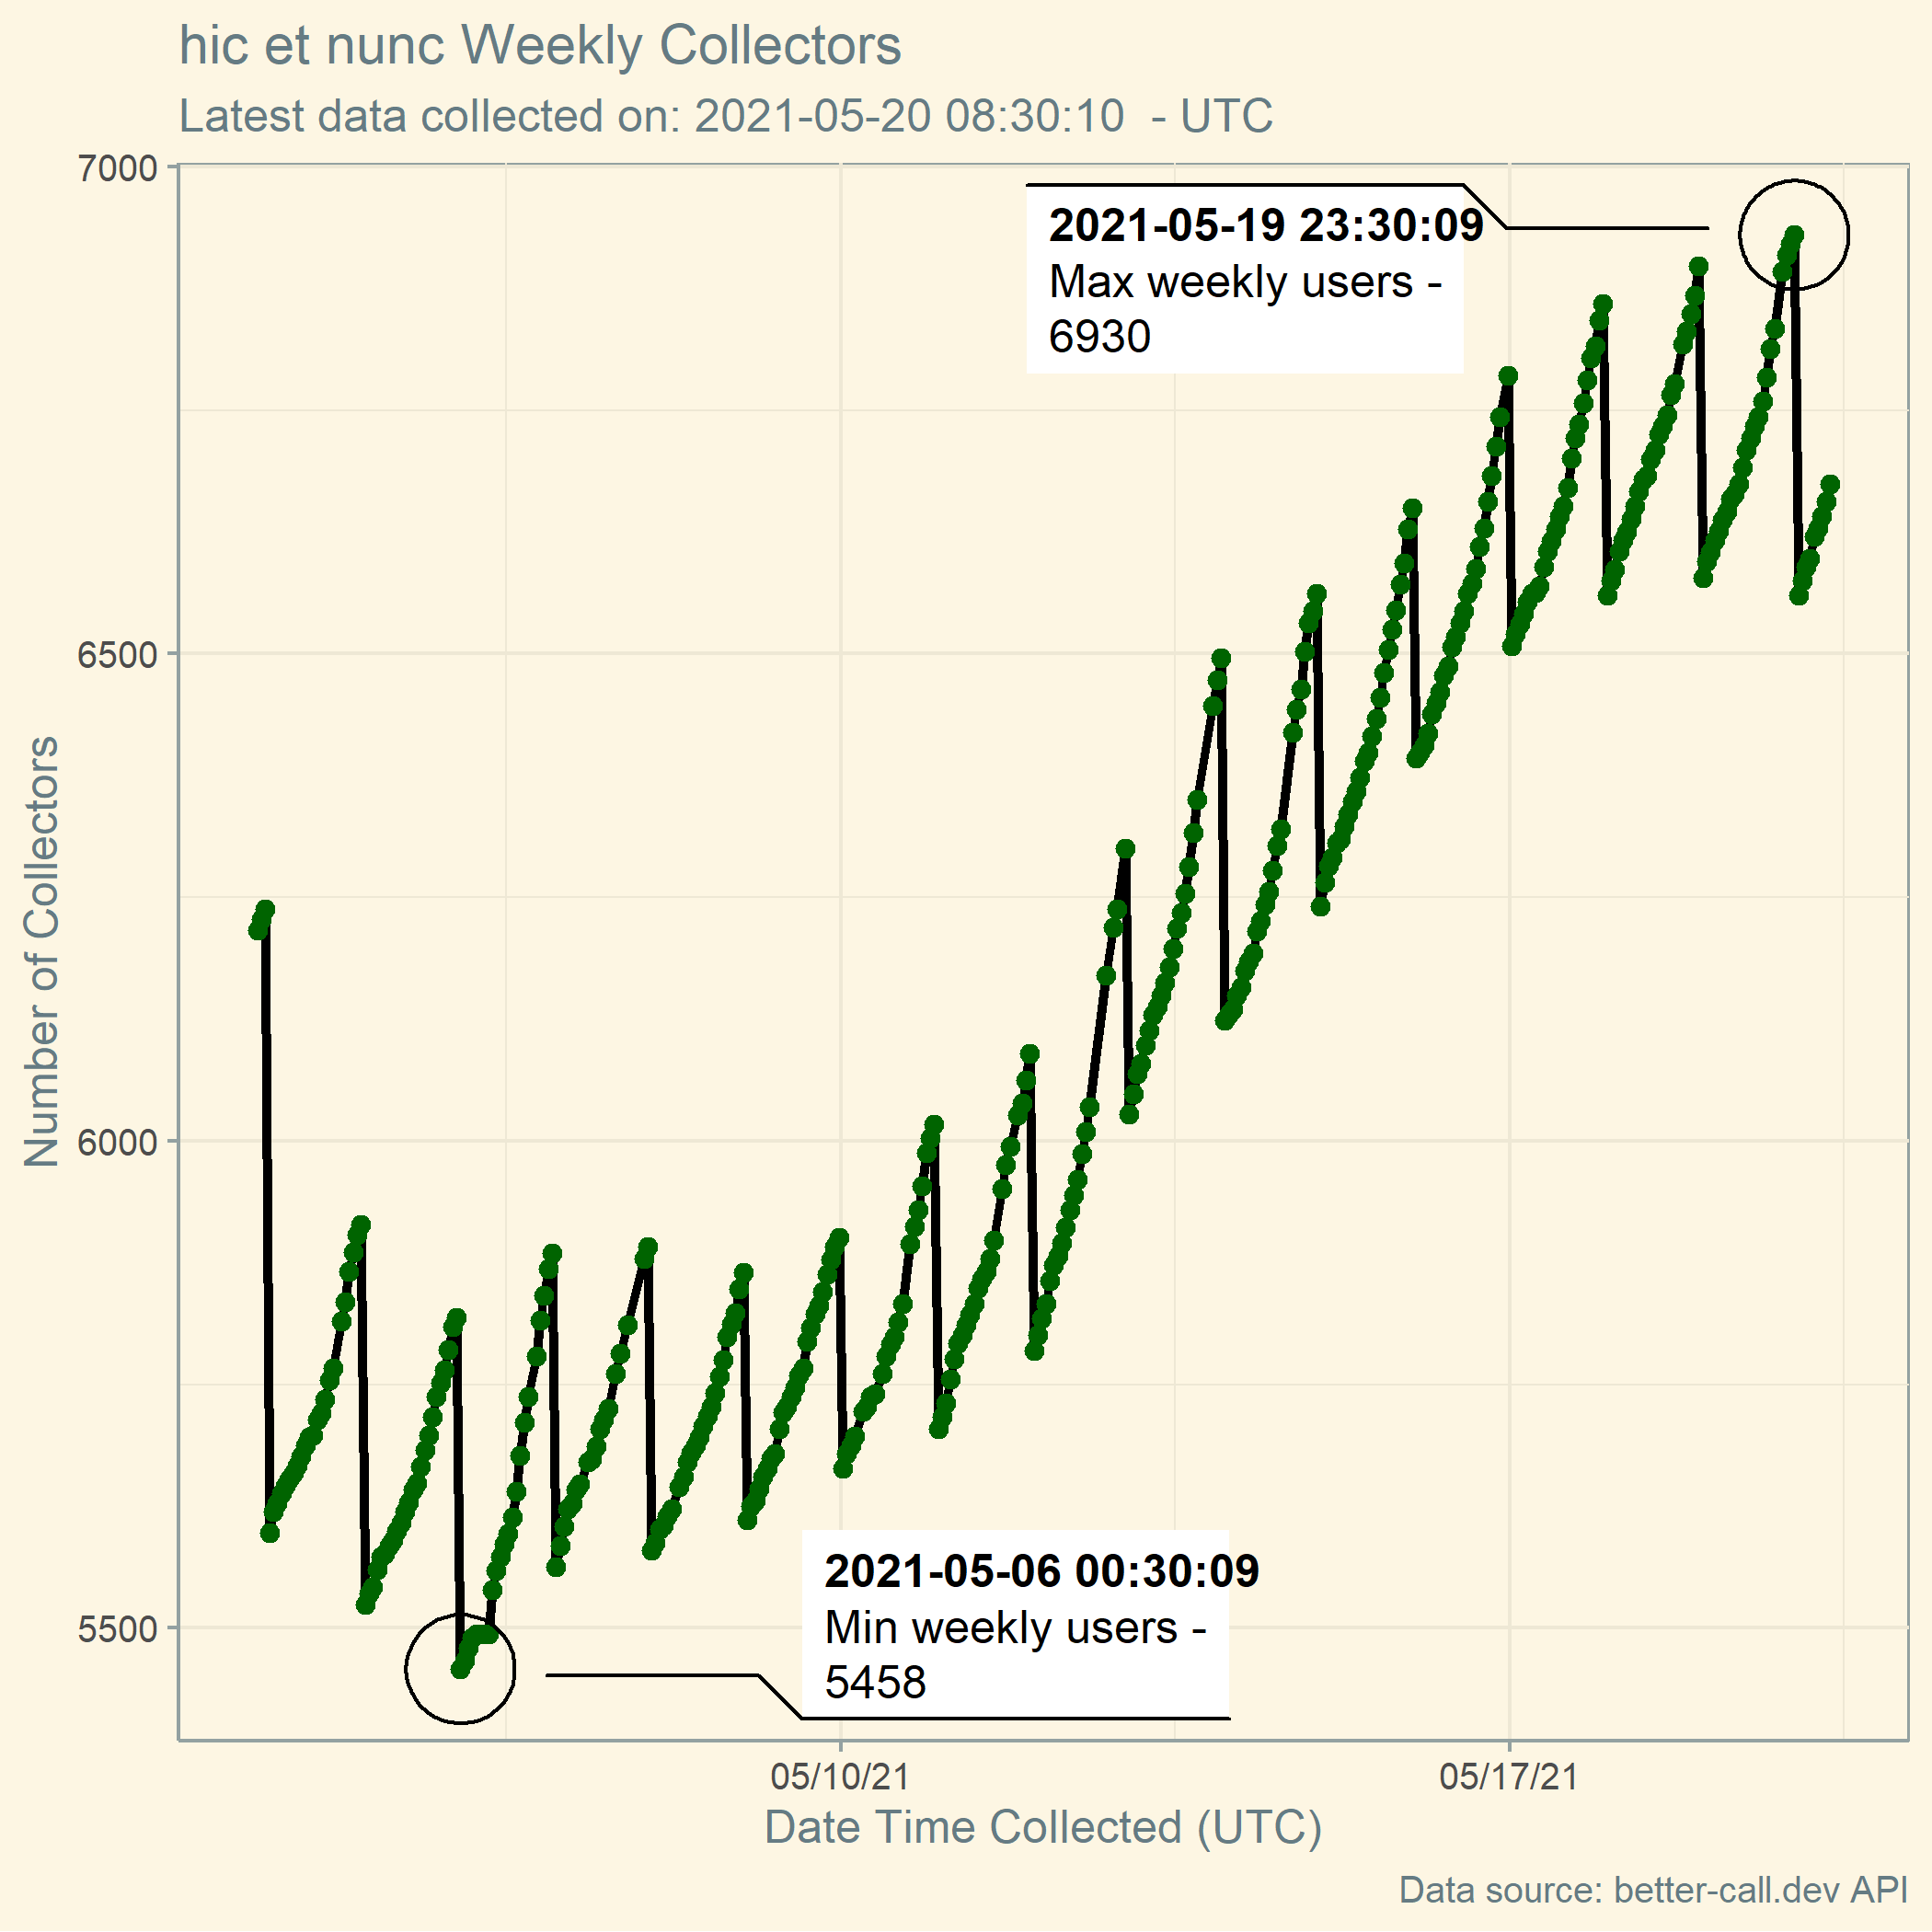 hic et nunc Weekly Collectors
Latest data collected on: 2021-05-20 08:30:10  - UTC
7000
2021-05-19 23:30:09
Max weekly users -
6930
6500
Number of Collectors
6000
2021-05-06 00:30:09
Min weekly users -
5458
5500
05/10/21
05/17/21
Date Time Collected (UTC)
Data source: better-call.dev API